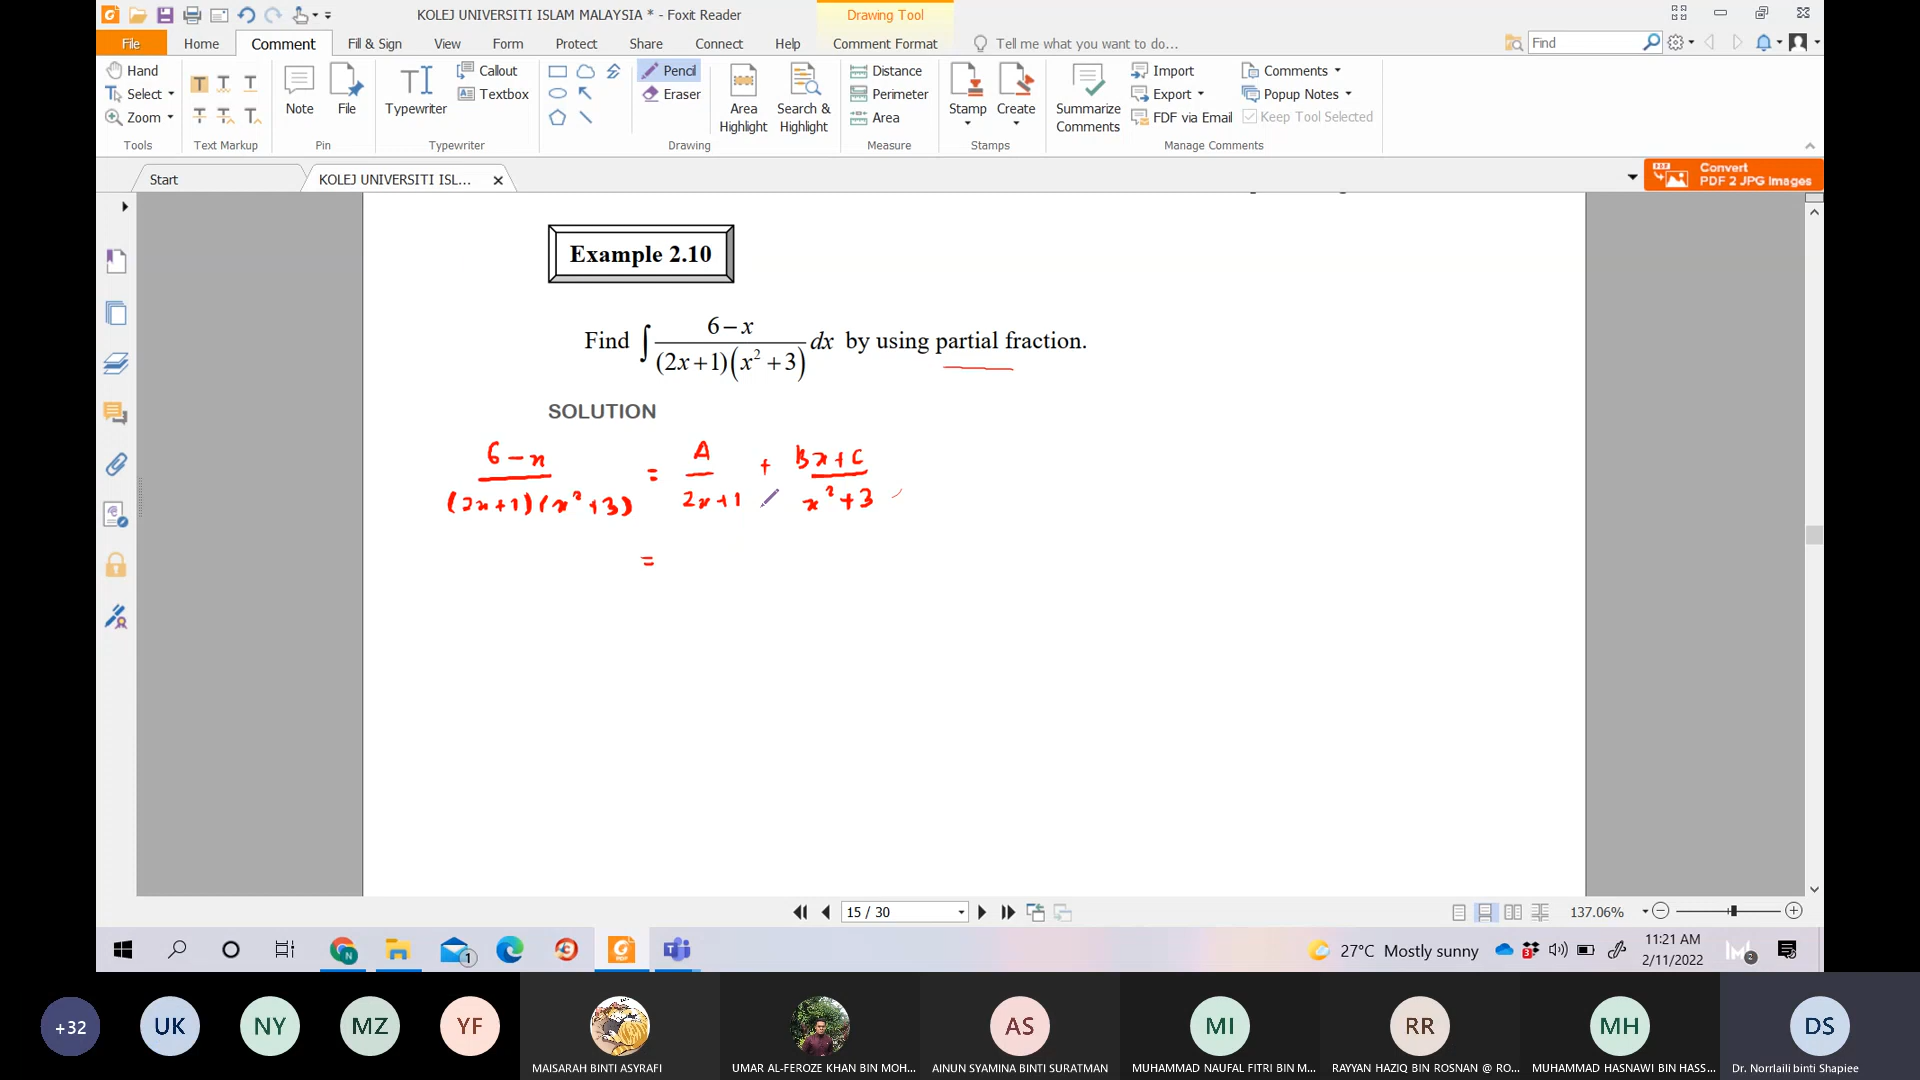 KOLEJ UNIVERSITI ISLAM MALAYSIA * - Foxit Reader
Drawing Tool
File Home Comment Fill & Sign View Form Protect Share Connect Help Comment Format Tell me what you want to do... Find
Hand
Select
Zoom
Tools
Text Markup
Note
File
Pin
Typewriter
Callout
Textbox
Typewriter
Pencil
Eraser
Drawing
Area Highlight
Search & Highlight
Distance
Perimeter
Area
Measure
Stamp
Create
Stamps
Summarize Comments
Import
Export
FDF via Email
Comments
Popup Notes
Keep Tool Selected
Manage Comments
Start
KOLEJ UNIVERSITI ISL...
Convert
PDF 2 JPG Images
Example 2.10
Find ∫ (6−x)/((2x+1)(x²+3)) dx by using partial fraction.
SOLUTION
(6−x)/((2x+1)(x²+3)) = A/(2x+1) + (Bx+C)/(x²+3)
=
15 / 30
137.06%
1
27°C Mostly sunny
3
11:21 AM
2/11/2022
2
+32
UK
NY
MZ
YF
MAISARAH BINTI ASYRAFI
UMAR AL-FEROZE KHAN BIN MOH...
AS
AINUN SYAMINA BINTI SURATMAN
MI
MUHAMMAD NAUFAL FITRI BIN M...
RR
RAYYAN HAZIQ BIN ROSNAN @ RO...
MH
MUHAMMAD HASNAWI BIN HASS...
DS
Dr. Norrlaili binti Shapiee